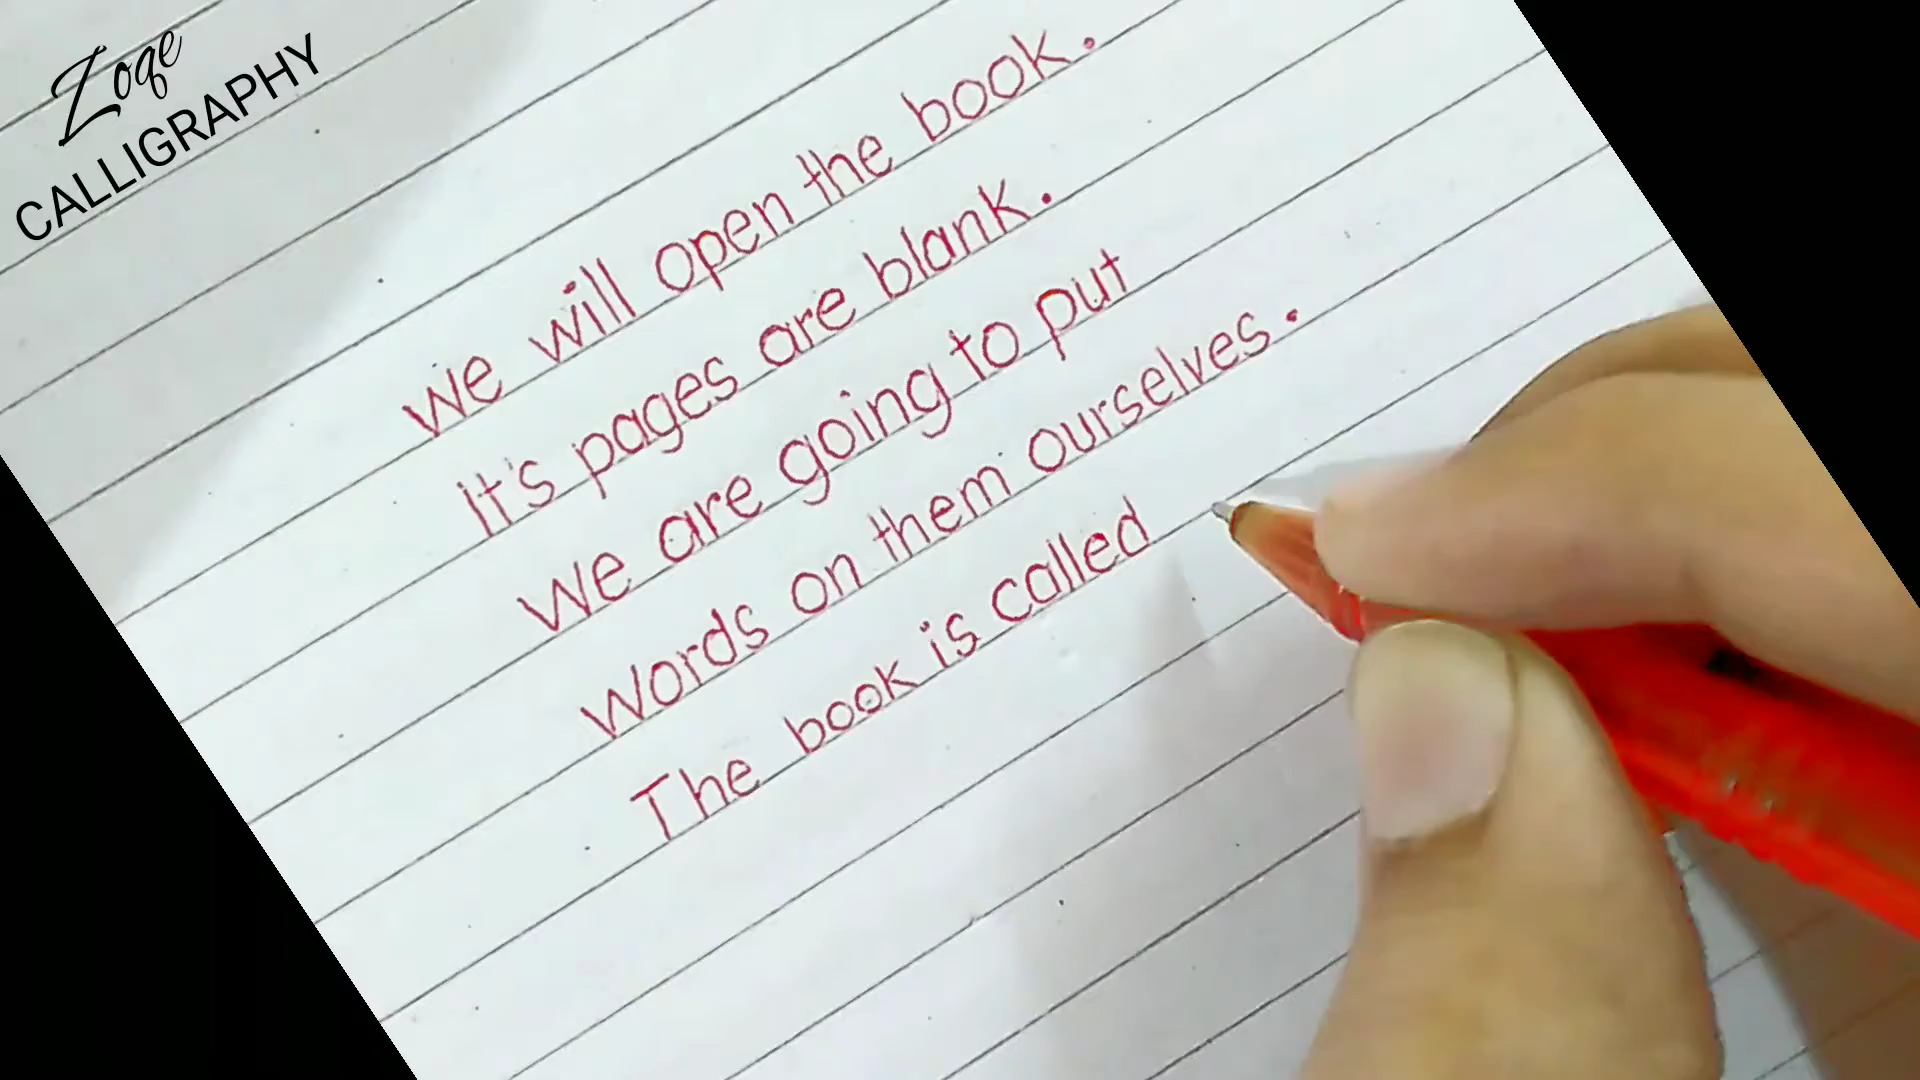 Zoqe
CALLIGRAPHY
we will open the book.
It's pages are blank.
We are going to put
words on them ourselves.
The book is called